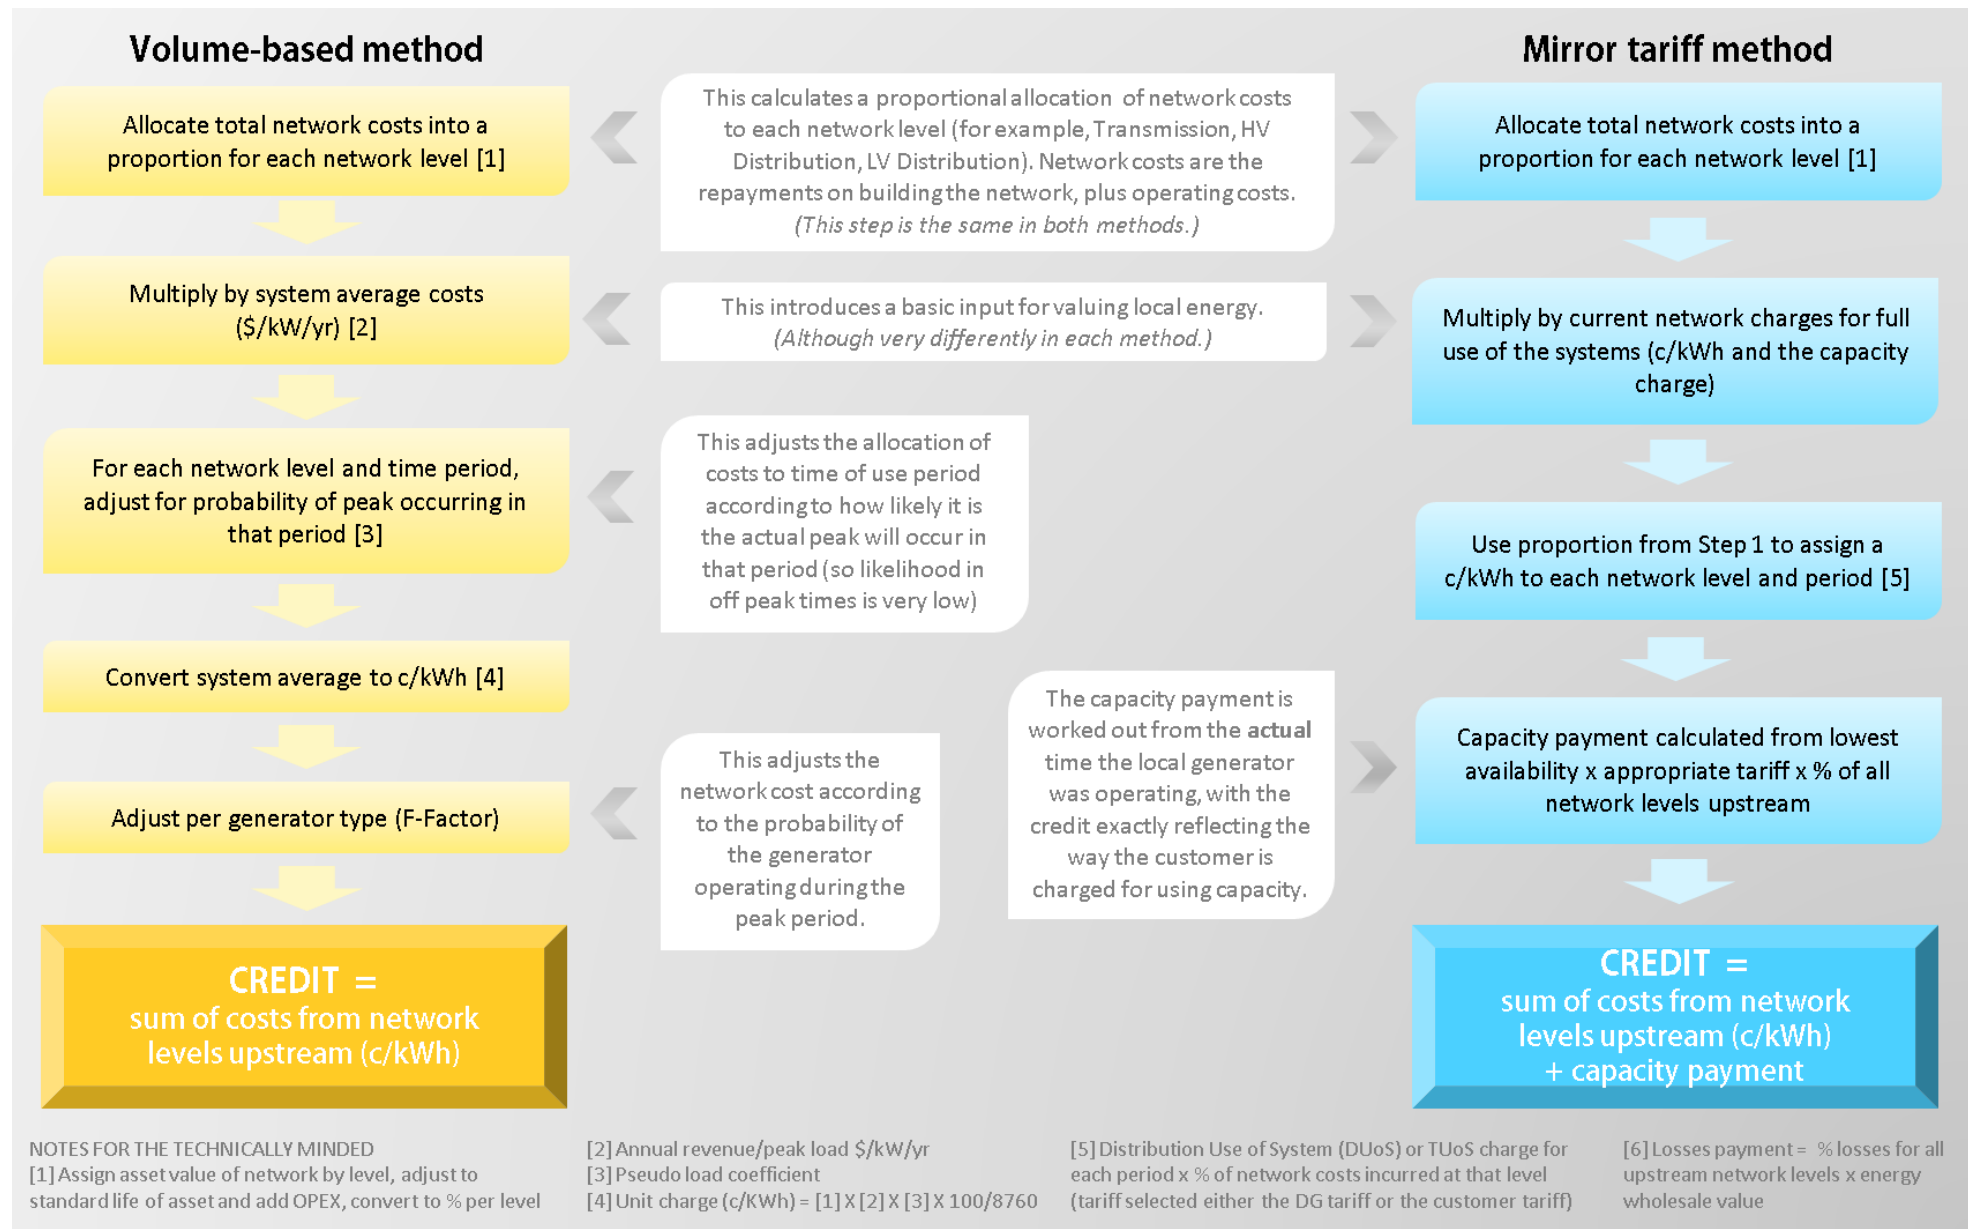 Volume-based method
Allocate total network costs into a
proportion for each network level [1]
Multiply by system average costs
($/kW/yr) [2]
For each network level and time period,
adjust for probability of peak occurring in
that period [3]
Convert system average to c/kWh [4]
Adjust per generator type (F-Factor)
CREDIT =
sum of costs from network
levels upstream (c/kWh)
This calculates a proportional allocation of network costs
to each network level (for example, Transmission, HV
Distribution, LV Distribution). Network costs are the
repayments on building the network, plus operating costs.
(This step is the same in both methods.)
This introduces a basic input for valuing local energy.
(Although very differently in each method.)
This adjusts the allocation of
costs to time of use period
according to how likely it is
the actual peak will occur in
that period (so likelihood in
off peak times is very low)
This adjusts the
network cost according
to the probability of
the generator
operating during the
peak period.
The capacity payment is
worked out from the actual
time the local generator
was operating, with the
credit exactly reflecting the
way the customer is
charged for using capacity.
Mirror tariff method
Allocate total network costs into a
proportion for each network level [1]
Multiply by current network charges for full
use of the systems (c/kWh and the capacity
charge)
Use proportion from Step 1 to assign a
c/kWh to each network level and period [5]
Capacity payment calculated from lowest
availability x appropriate tariff x % of all
network levels upstream
CREDIT =
sum of costs from network
levels upstream (c/kWh)
+ capacity payment
NOTES FOR THE TECHNICALLY MINDED
[1] Assign asset value of network by level, adjust to
standard life of asset and add OPEX, convert to % per level
[2] Annual revenue/peak load $/kW/yr
[3] Pseudo load coefficient
[4] Unit charge (c/KWh) = [1] X [2] X [3] X 100/8760
[5] Distribution Use of System (DUoS) or TUoS charge for
each period x % of network costs incurred at that level
(tariff selected either the DG tariff or the customer tariff)
[6] Losses payment = % losses for all
upstream network levels x energy
wholesale value